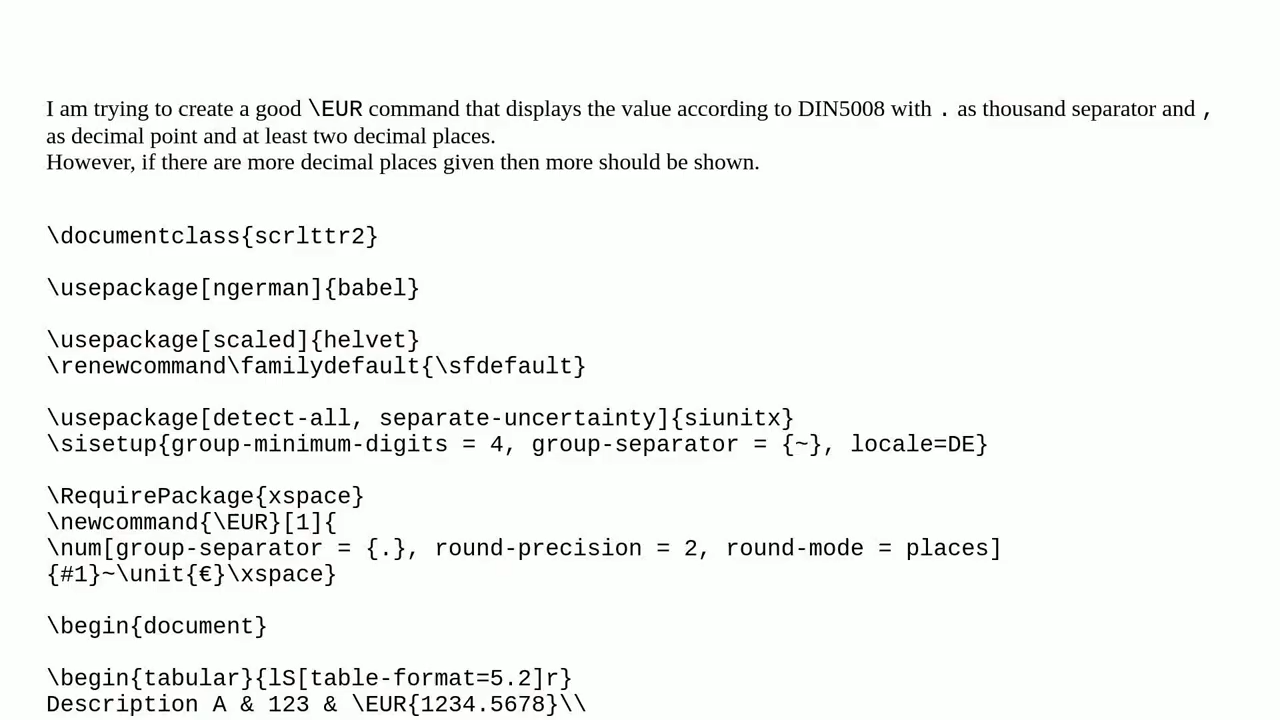 I am trying to create a good \EUR command that displays the value according to DIN5008 with . as thousand separator and ,
as decimal point and at least two decimal places.
However, if there are more decimal places given then more should be shown.
\documentclass{scrlttr2}
\usepackage[ngerman]{babel}
\usepackage[scaled]{helvet}
\renewcommand\familydefault{\sfdefault}
\usepackage[detect-all, separate-uncertainty]{siunitx}
\sisetup{group-minimum-digits = 4, group-separator = {~}, locale=DE}
\RequirePackage{xspace}
\newcommand{\EUR}[1]{
\num[group-separator = {.}, round-precision = 2, round-mode = places]
{#1}~\unit{€}\xspace}
\begin{document}
\begin{tabular}{lS[table-format=5.2]r}
Description A & 123 & \EUR{1234.5678}\\